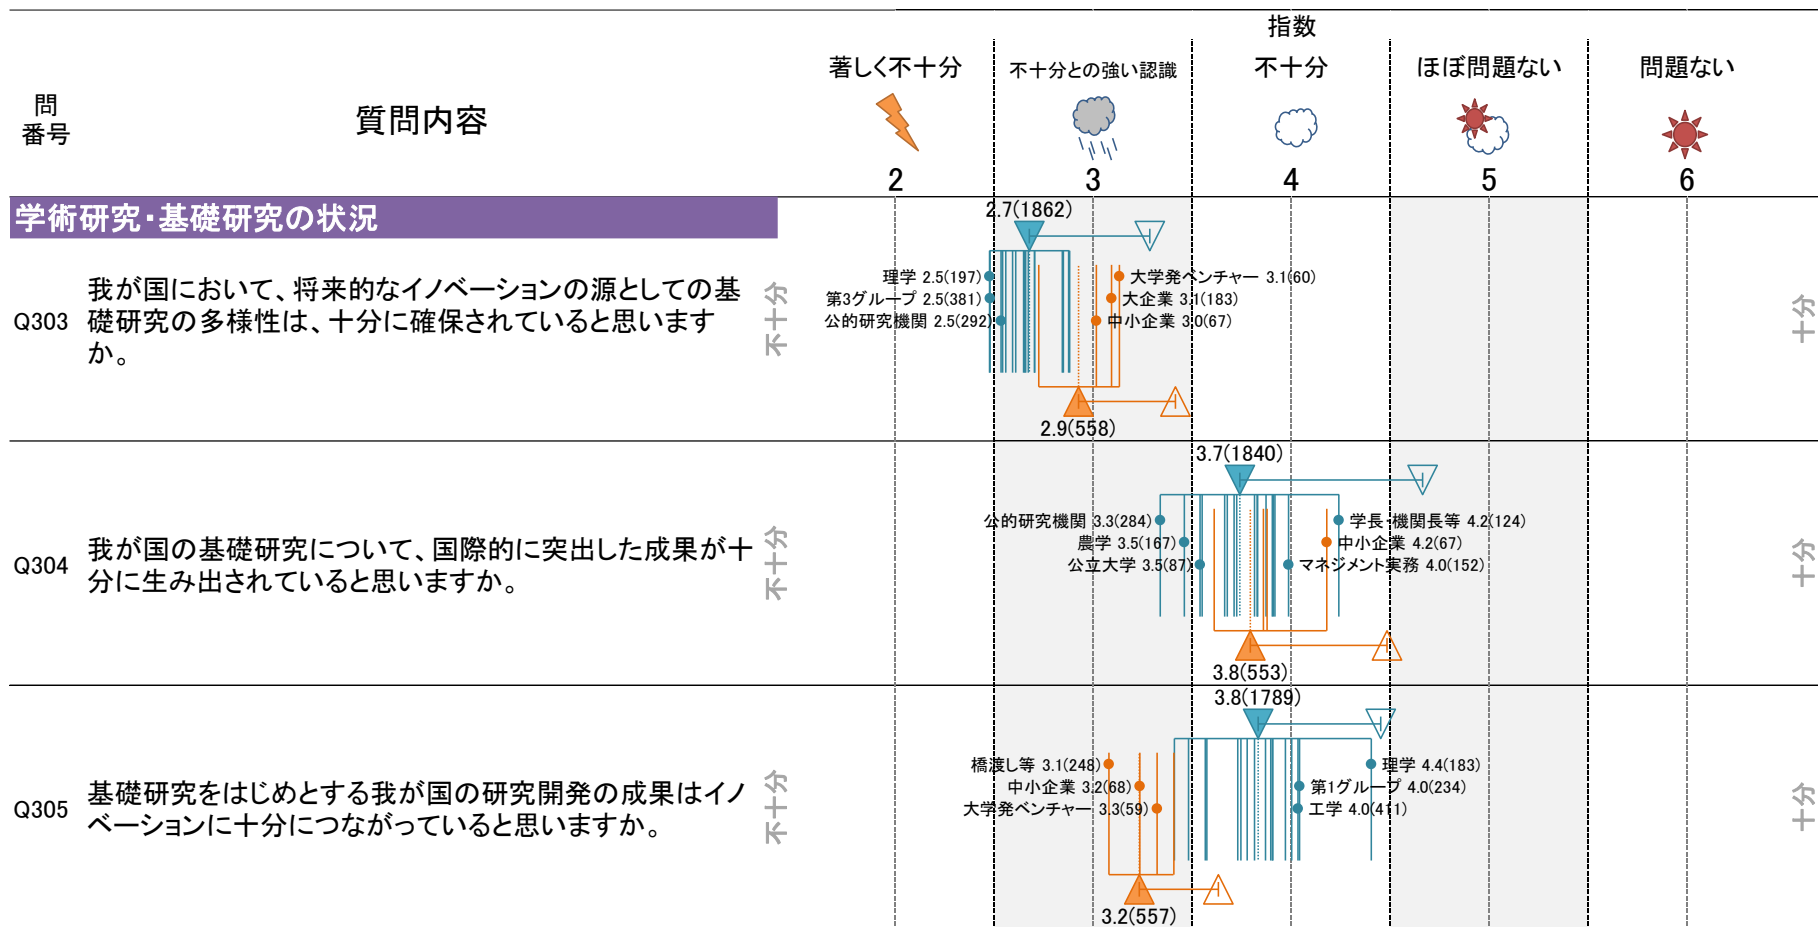 指数
著しく不十分
不十分との強い認識
不十分
ほぼ問題ない
問題ない
問
番号
質問内容
2
3
4
5
6
学術研究・基礎研究の状況
2.7(1862)
Q303
我が国において、将来的なイノベーションの源としての基
礎研究の多様性は、十分に確保されていると思います
か。
不十分
理学 2.5(197)
第3グループ 2.5(381)
公的研究機関 2.5(292)
大学発ベンチャー 3.1(60)
大企業 3.1(183)
中小企業 3.0(67)
十分
2.9(558)
3.7(1840)
Q304
我が国の基礎研究について、国際的に突出した成果が十
分に生み出されていると思いますか。
不十分
公的研究機関 3.3(284)
農学 3.5(167)
公立大学 3.5(87)
学長・機関長等 4.2(124)
中小企業 4.2(67)
マネジメント実務 4.0(152)
十分
3.8(553)
3.8(1789)
Q305
基礎研究をはじめとする我が国の研究開発の成果はイノ
ベーションに十分につながっていると思いますか。
不十分
橋渡し等 3.1(248)
中小企業 3.2(68)
大学発ベンチャー 3.3(59)
理学 4.4(183)
第1グループ 4.0(234)
工学 4.0(411)
十分
3.2(557)